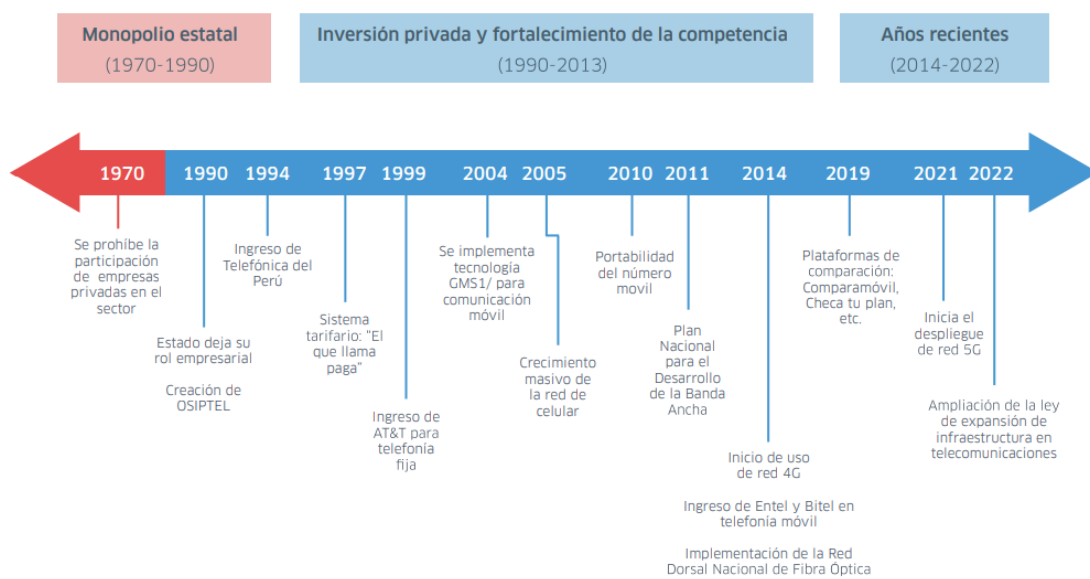 Monopolio estatal
(1970-1990)
Inversión privada y fortalecimiento de la competencia
(1990-2013)
Años recientes
(2014-2022)
1970
1990
1994
1997
1999
2004
2005
2010
2011
2014
2019
2021
2022
Se prohíbe la
participación
de empresas
privadas en el
sector
Estado deja su
rol empresarial
Creación de
OSIPTEL
Ingreso de
Telefónica del
Perú
Sistema
tarifario: "El
que llama
paga"
Ingreso de
AT&T para
telefonía
fija
Se implementa
tecnología
GMS1/ para
comunicación
móvil
Crecimiento
masivo de
la red de
celular
Portabilidad
del número
movil
Plan
Nacional
para el
Desarrollo
de la Banda
Ancha
Inicio de uso
de red 4G
Ingreso de Entel y Bitel en
telefonía móvil
Implementación de la Red
Dorsal Nacional de Fibra Óptica
Plataformas de
comparación:
Comparamóvil,
Checa tu plan,
etc.
Inicia el
despliegue
de red 5G
Ampliación de la ley
de expansión de
infraestructura en
telecomunicaciones